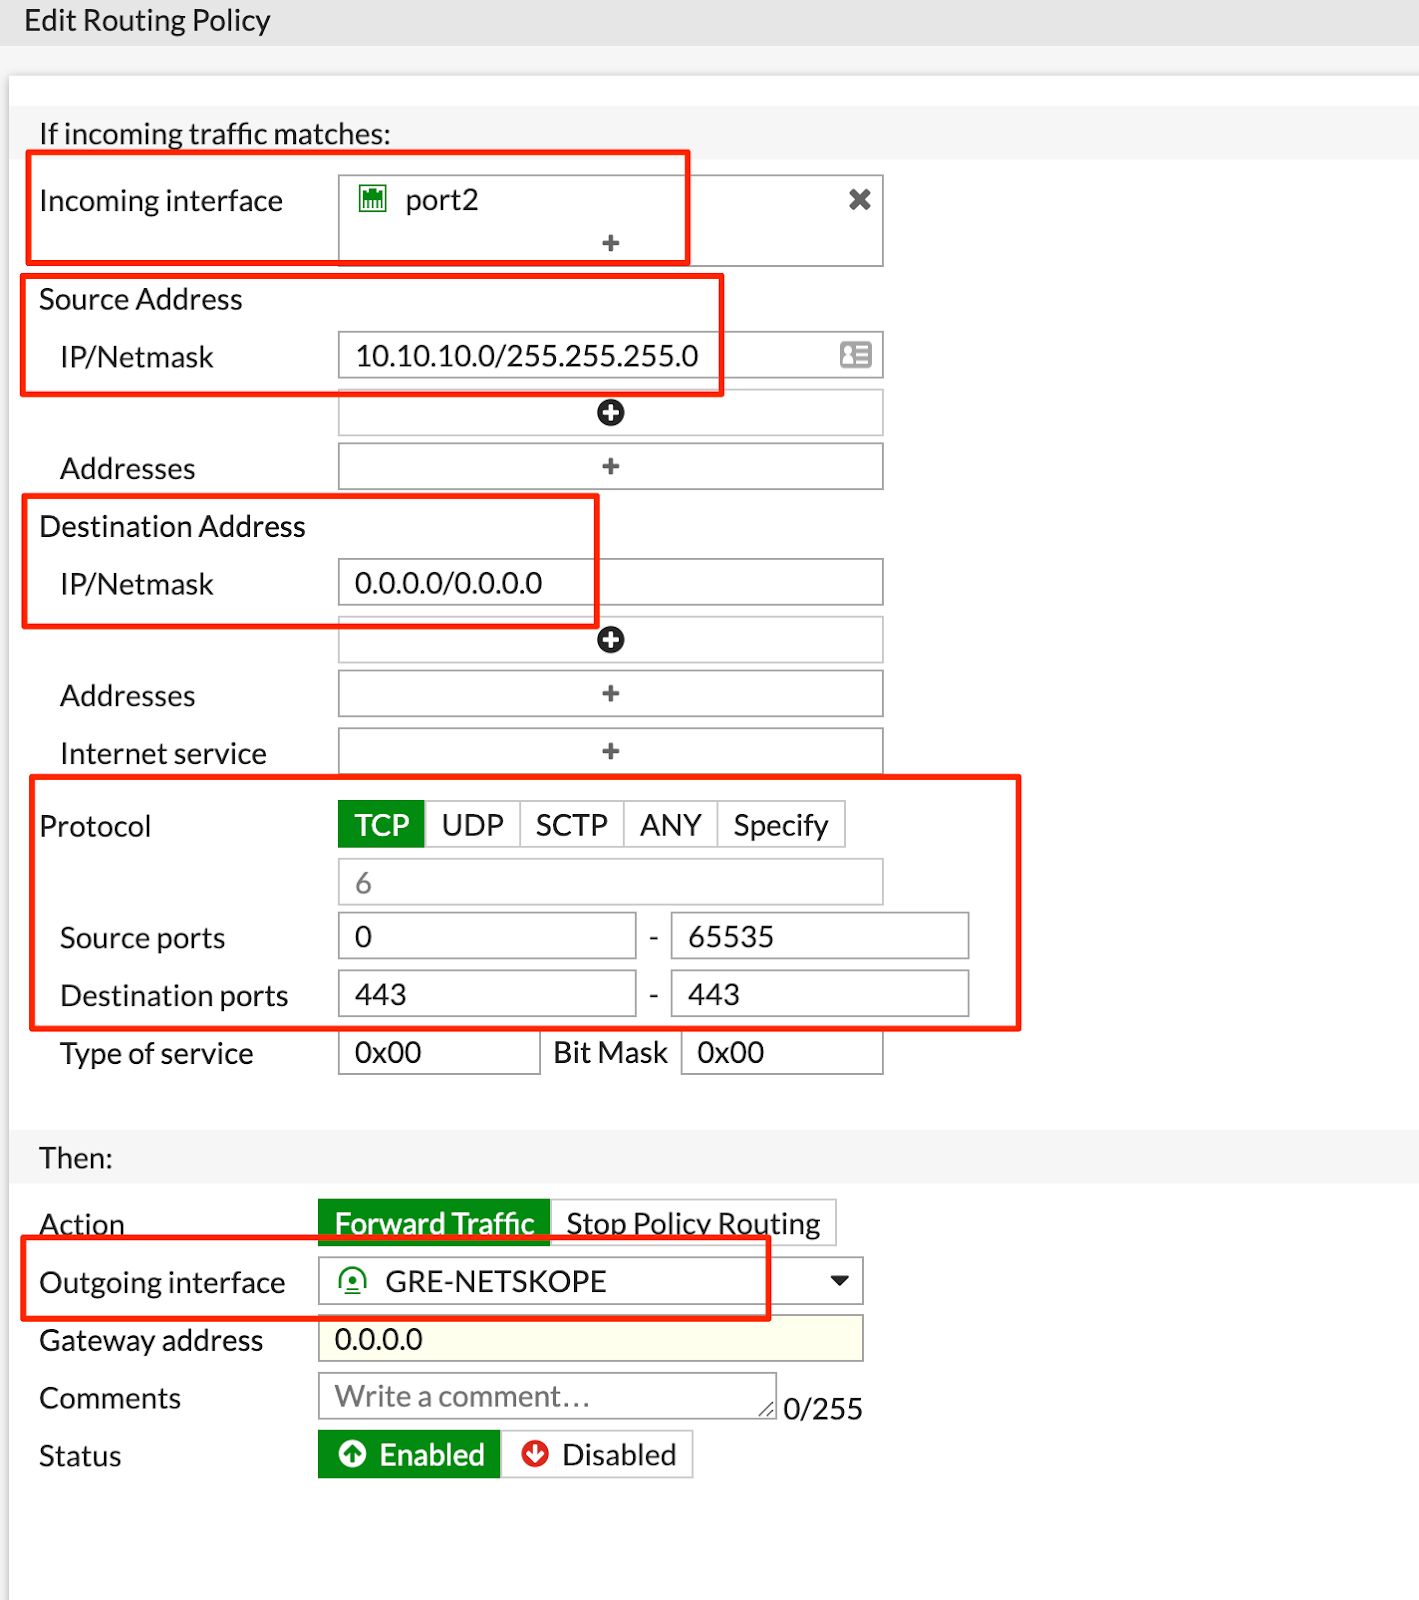 Edit Routing Policy
If incoming traffic matches:
Incoming interface port2
Source Address
IP/Netmask 10.10.10.0/255.255.255.0
Addresses
Destination Address
IP/Netmask 0.0.0.0/0.0.0.0
Addresses
Internet service
Protocol TCP UDP SCTP ANY Specify
6
Source ports 0 - 65535
Destination ports 443 - 443
Type of service 0x00 Bit Mask 0x00
Then:
Action Forward Traffic Stop Policy Routing
Outgoing interface GRE-NETSKOPE
Gateway address 0.0.0.0
Comments Write a comment... 0/255
Status Enabled Disabled